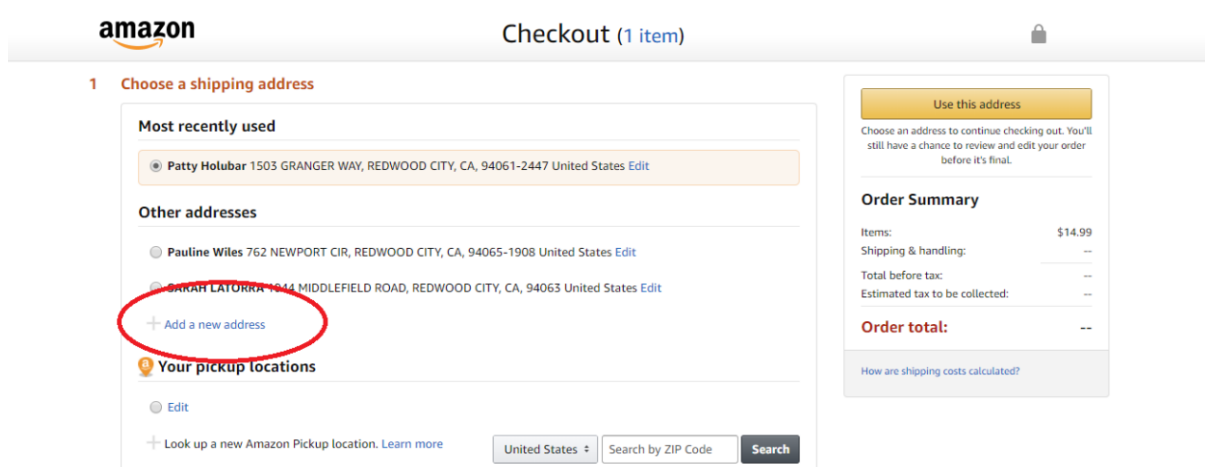 amazon
Checkout (1 item)
1 Choose a shipping address
Most recently used
Patty Holubar 1503 GRANGER WAY, REDWOOD CITY, CA, 94061-2447 United States Edit
Other addresses
Pauline Wiles 762 NEWPORT CIR, REDWOOD CITY, CA, 94065-1908 United States Edit
SARAH LATORRA 1044 MIDDLEFIELD ROAD, REDWOOD CITY, CA, 94063 United States Edit
Add a new address
Your pickup locations
Edit
Look up a new Amazon Pickup location. Learn more
United States
Search by ZIP Code
Search
Use this address
Choose an address to continue checking out. You'll
still have a chance to review and edit your order
before it's final.
Order Summary
Items: $14.99
Shipping & handling: --
Total before tax: --
Estimated tax to be collected: --
Order total: --
How are shipping costs calculated?